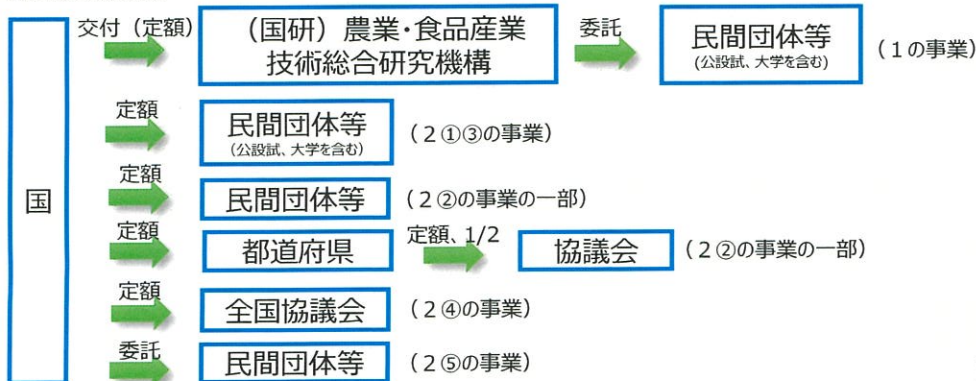 国
交付（定額）
（国研）農業・食品産業
技術総合研究機構
委託
民間団体等
(公設試、大学を含む)
（１の事業）
定額
民間団体等
(公設試、大学を含む)
（２①③の事業）
定額
民間団体等
（２②の事業の一部）
定額
都道府県
定額、1/2
協議会
（２②の事業の一部）
定額
全国協議会
（２④の事業）
委託
民間団体等
（２⑤の事業）